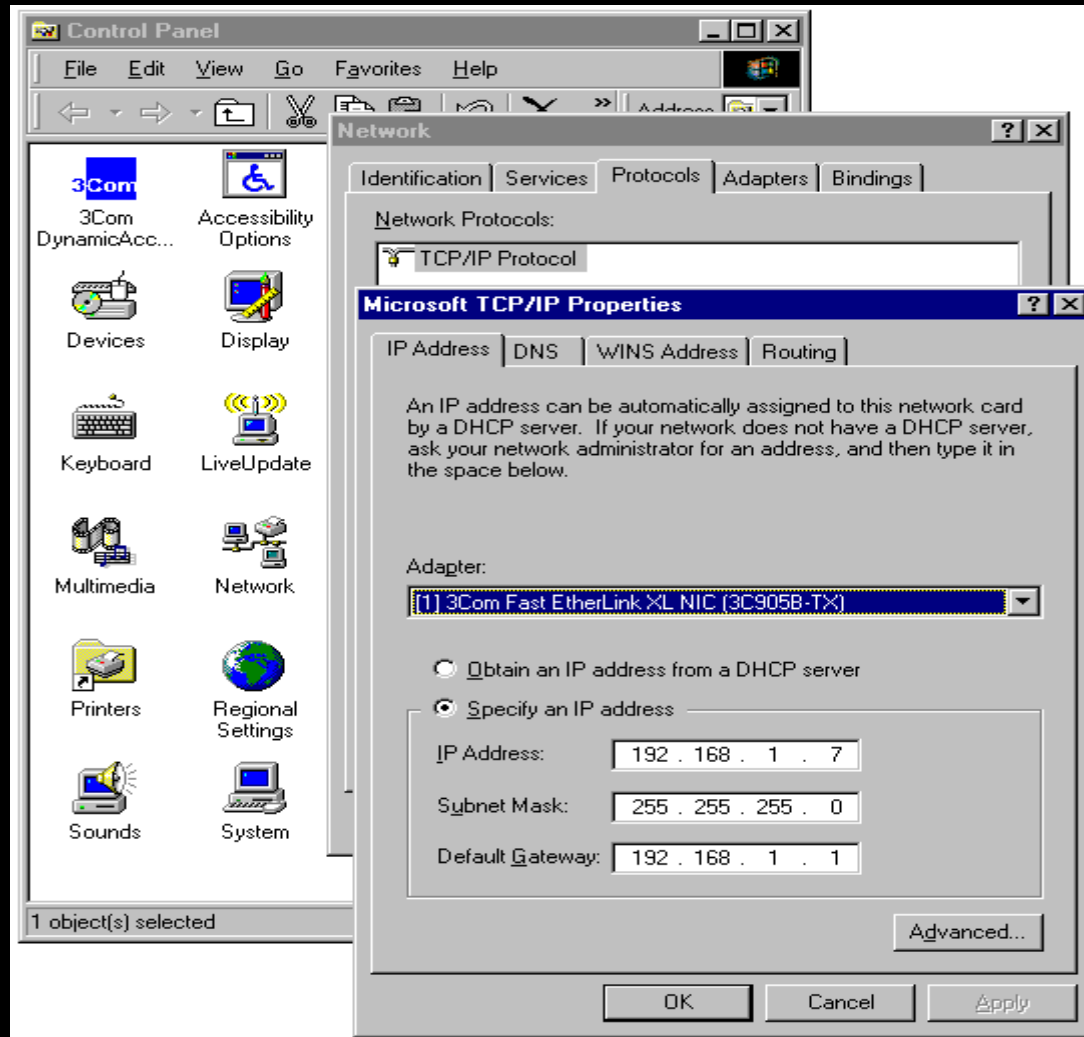 Control Panel
File Edit View Go Favorites Help
Address
3Com
3Com
DynamicAcc...
Accessibility
Options
Devices
Display
Keyboard
LiveUpdate
Multimedia
Network
Printers
Regional
Settings
Sounds
System
1 object(s) selected
Network
Identification Services Protocols Adapters Bindings
Network Protocols:
TCP/IP Protocol
Microsoft TCP/IP Properties
IP Address DNS WINS Address Routing
An IP address can be automatically assigned to this network card
by a DHCP server. If your network does not have a DHCP server,
ask your network administrator for an address, and then type it in
the space below.
Adapter:
[1] 3Com Fast EtherLink XL NIC (3C905B-TX)
Obtain an IP address from a DHCP server
Specify an IP address
IP Address: 192 . 168 . 1 . 7
Subnet Mask: 255 . 255 . 255 . 0
Default Gateway: 192 . 168 . 1 . 1
Advanced...
OK Cancel Apply